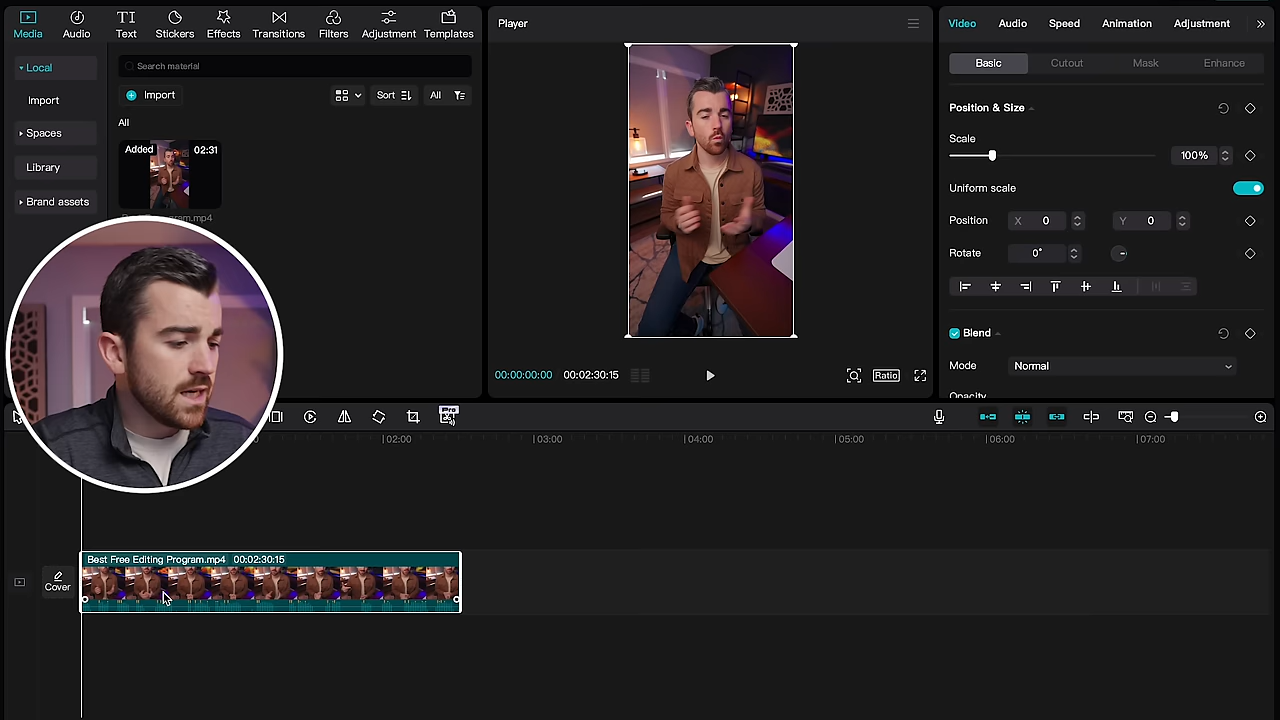 Media Audio Text Stickers Effects Transitions Filters Adjustment Templates
Local
Import
Spaces
Library
Brand assets
Search material
Import Sort All
All
Added 02:31
Player
Ratio
00:00:00:00 00:02:30:15
Video Audio Speed Animation Adjustment
Basic Cutout Mask Enhance
Position & Size
Scale
100%
Uniform scale
Position X 0 Y 0
Rotate 0°
Blend
Mode Normal
Opacity
02:00 03:00 04:00 05:00 06:00 07:00
Cover
Best Free Editing Program.mp4 00:02:30:15